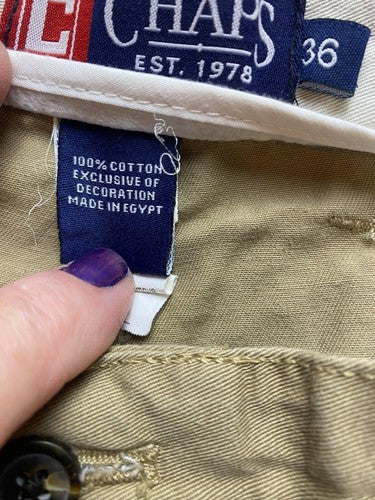 CHAPS
EST. 1978
36
100% COTTON
EXCLUSIVE OF
DECORATION
MADE IN EGYPT